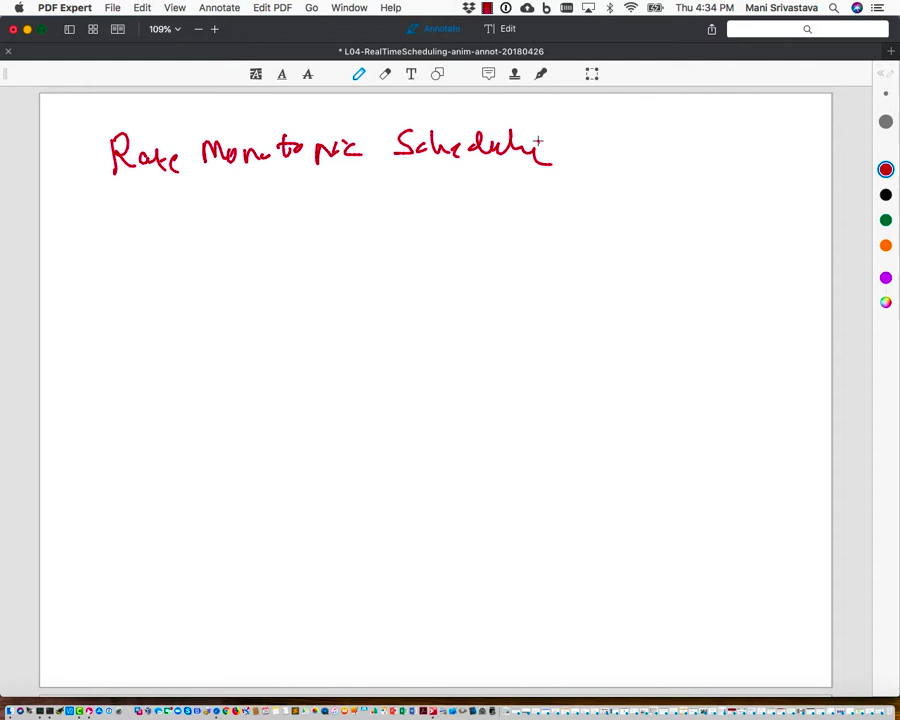 PDF Expert File Edit View Annotate Edit PDF Go Window Help Thu 4:34 PM Mani Srivastava
109% Annotate Edit
* L04-RealTimeScheduling-anim-annot-20180426
Rate Monotonic Scheduli